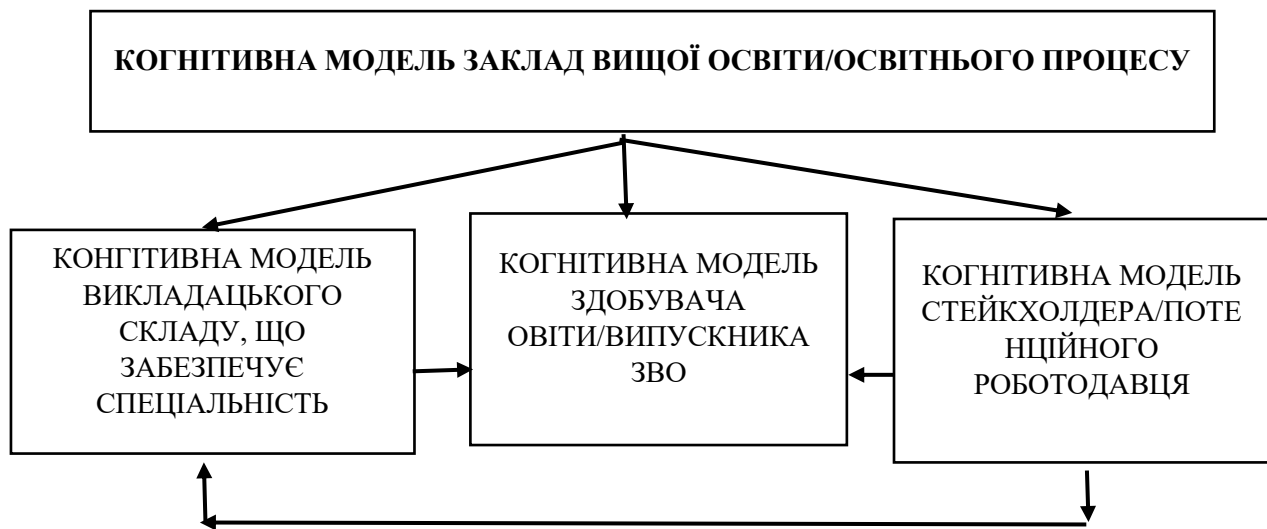 КОГНІТИВНА МОДЕЛЬ ЗАКЛАД ВИЩОЇ ОСВІТИ/ОСВІТНЬОГО ПРОЦЕСУ
КОНГІТИВНА МОДЕЛЬ
ВИКЛАДАЦЬКОГО
СКЛАДУ, ЩО
ЗАБЕЗПЕЧУЄ
СПЕЦІАЛЬНІСТЬ
КОГНІТИВНА МОДЕЛЬ
ЗДОБУВАЧА
ОВІТИ/ВИПУСКНИКА
ЗВО
КОГНІТИВНА МОДЕЛЬ
СТЕЙКХОЛДЕРА/ПОТЕ
НЦІЙНОГО
РОБОТОДАВЦЯ